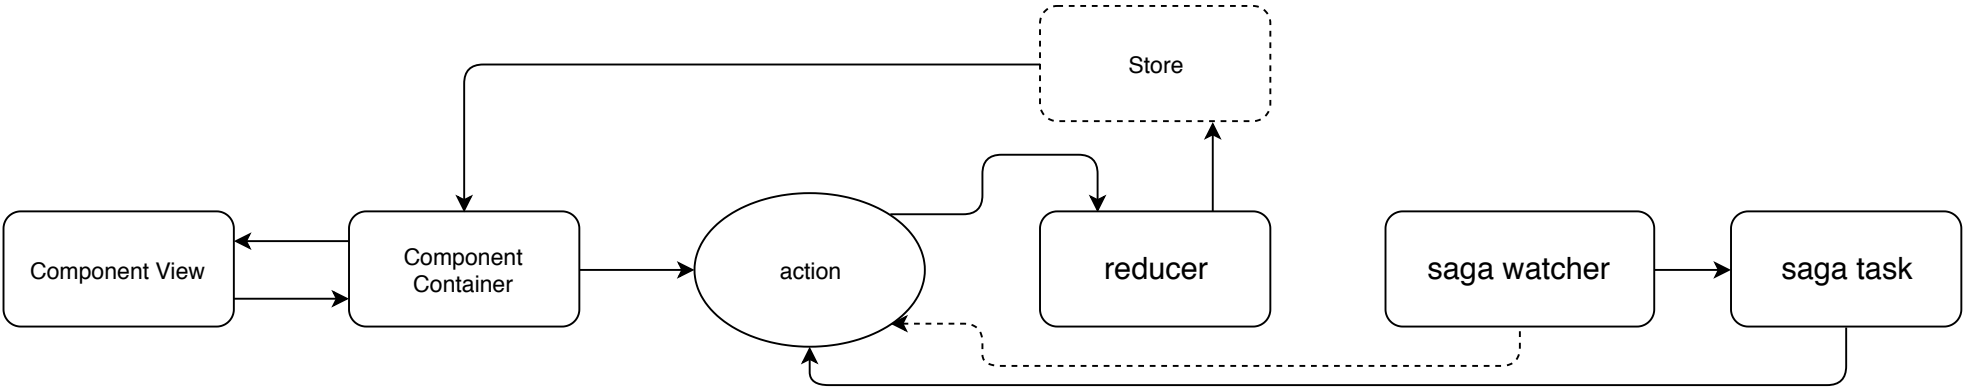 Store
Component View
Component
Container
action
reducer
saga watcher
saga task